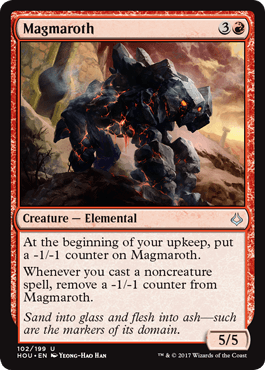 Magmaroth 3
Creature — Elemental
At the beginning of your upkeep, put
a -1/-1 counter on Magmaroth.
Whenever you cast a noncreature
spell, remove a -1/-1 counter from
Magmaroth.
Sand into glass and flesh into ash—such
are the markers of its domain.
5/5
102/199 U
HOU • EN Yeong-Hao Han
™ & © 2017 Wizards of the Coast